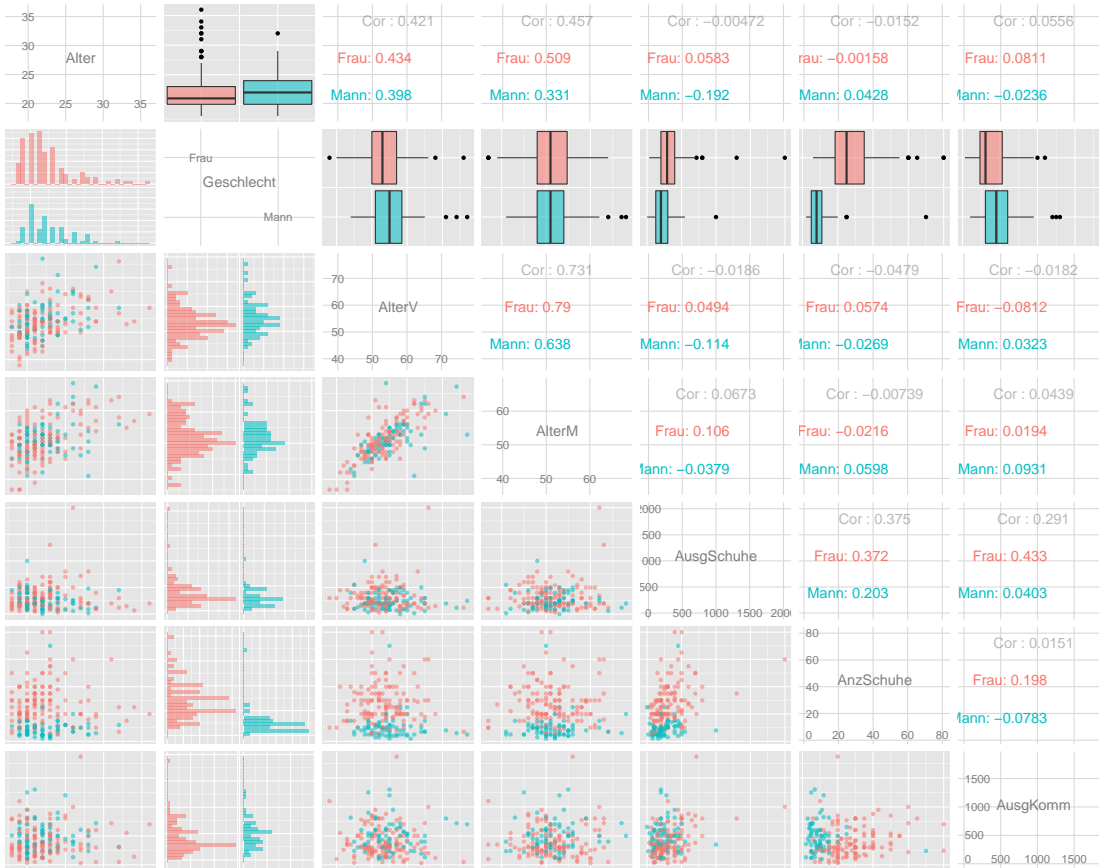 35
30
25
20
Alter
20 25 30 35
Cor : 0.421
Frau: 0.434
Mann: 0.398
Cor : 0.457
Frau: 0.509
Mann: 0.331
Cor : −0.00472
Frau: 0.0583
Mann: −0.192
Cor : −0.0152
rau: −0.00158
Mann: 0.0428
Cor : 0.0556
Frau: 0.0811
Mann: −0.0236
Frau
Geschlecht
Mann
70
60
50
40
AlterV
40 50 60 70
Cor : 0.731
Frau: 0.79
Mann: 0.638
Cor : −0.0186
Frau: 0.0494
Mann: −0.114
Cor : −0.0479
Frau: 0.0574
Mann: −0.0269
Cor : −0.0182
Frau: −0.0812
Mann: 0.0323
60
50
40
AlterM
40 50 60
Cor : 0.0673
Frau: 0.106
Mann: −0.0379
Cor : −0.00739
Frau: −0.0216
Mann: 0.0598
Cor : 0.0439
Frau: 0.0194
Mann: 0.0931
2000
000
500
0
AusgSchuhe
0 500 1000 1500 200
Cor : 0.375
Frau: 0.372
Mann: 0.203
Cor : 0.291
Frau: 0.433
Mann: 0.0403
80
60
40
20
0
AnzSchuhe
0 20 40 60 80
Cor : 0.0151
Frau: 0.198
Mann: −0.0783
1500
1000
500
0
AusgKomm
0 500 1000 1500